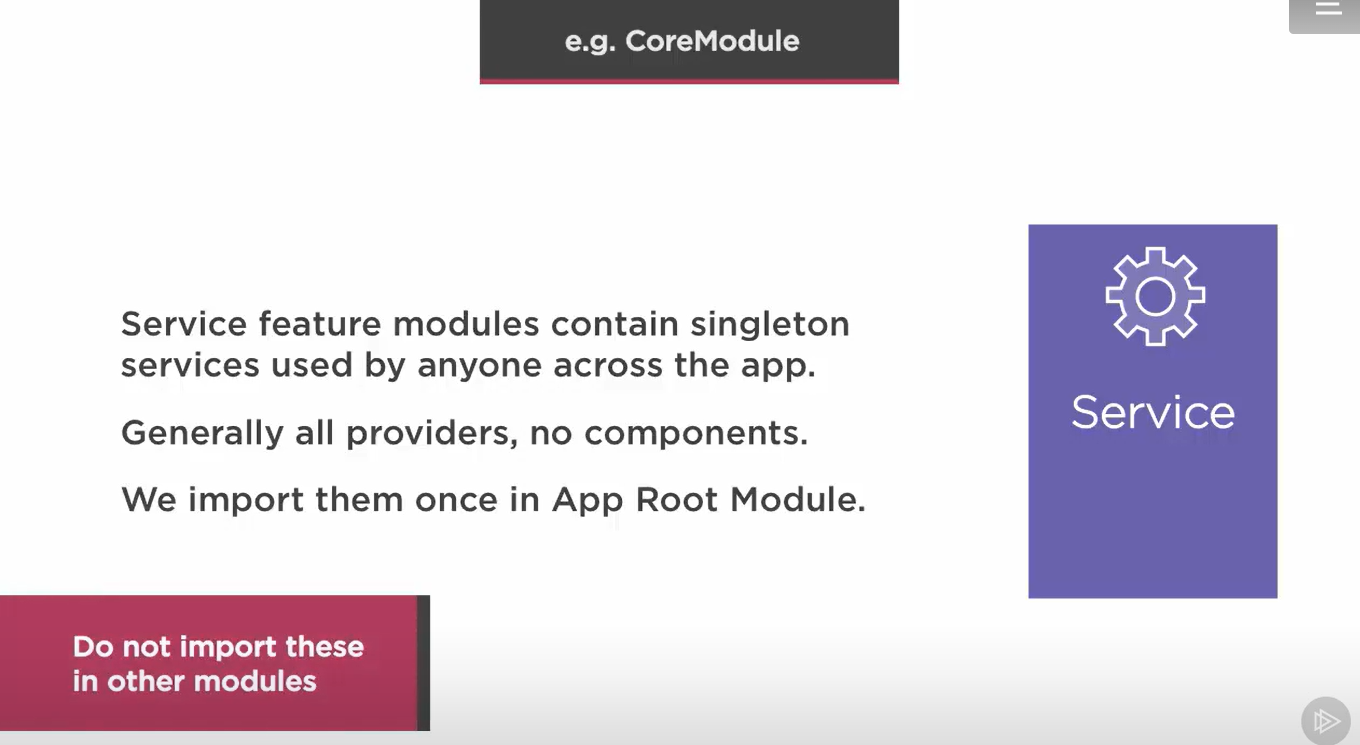 e.g. CoreModule
Service feature modules contain singleton
services used by anyone across the app.
Generally all providers, no components.
We import them once in App Root Module.
Service
Do not import these
in other modules